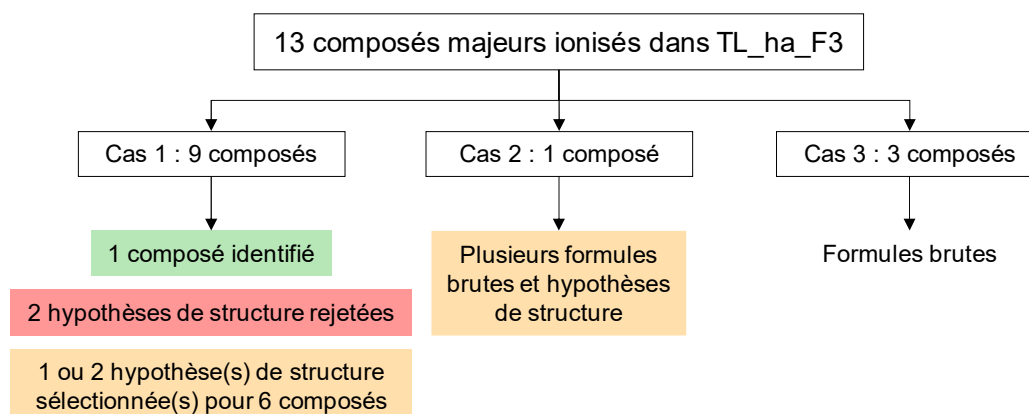 13 composés majeurs ionisés dans TL_ha_F3
Cas 1 : 9 composés
Cas 2 : 1 composé
Cas 3 : 3 composés
1 composé identifié
2 hypothèses de structure rejetées
1 ou 2 hypothèse(s) de structure
sélectionnée(s) pour 6 composés
Plusieurs formules
brutes et hypothèses
de structure
Formules brutes